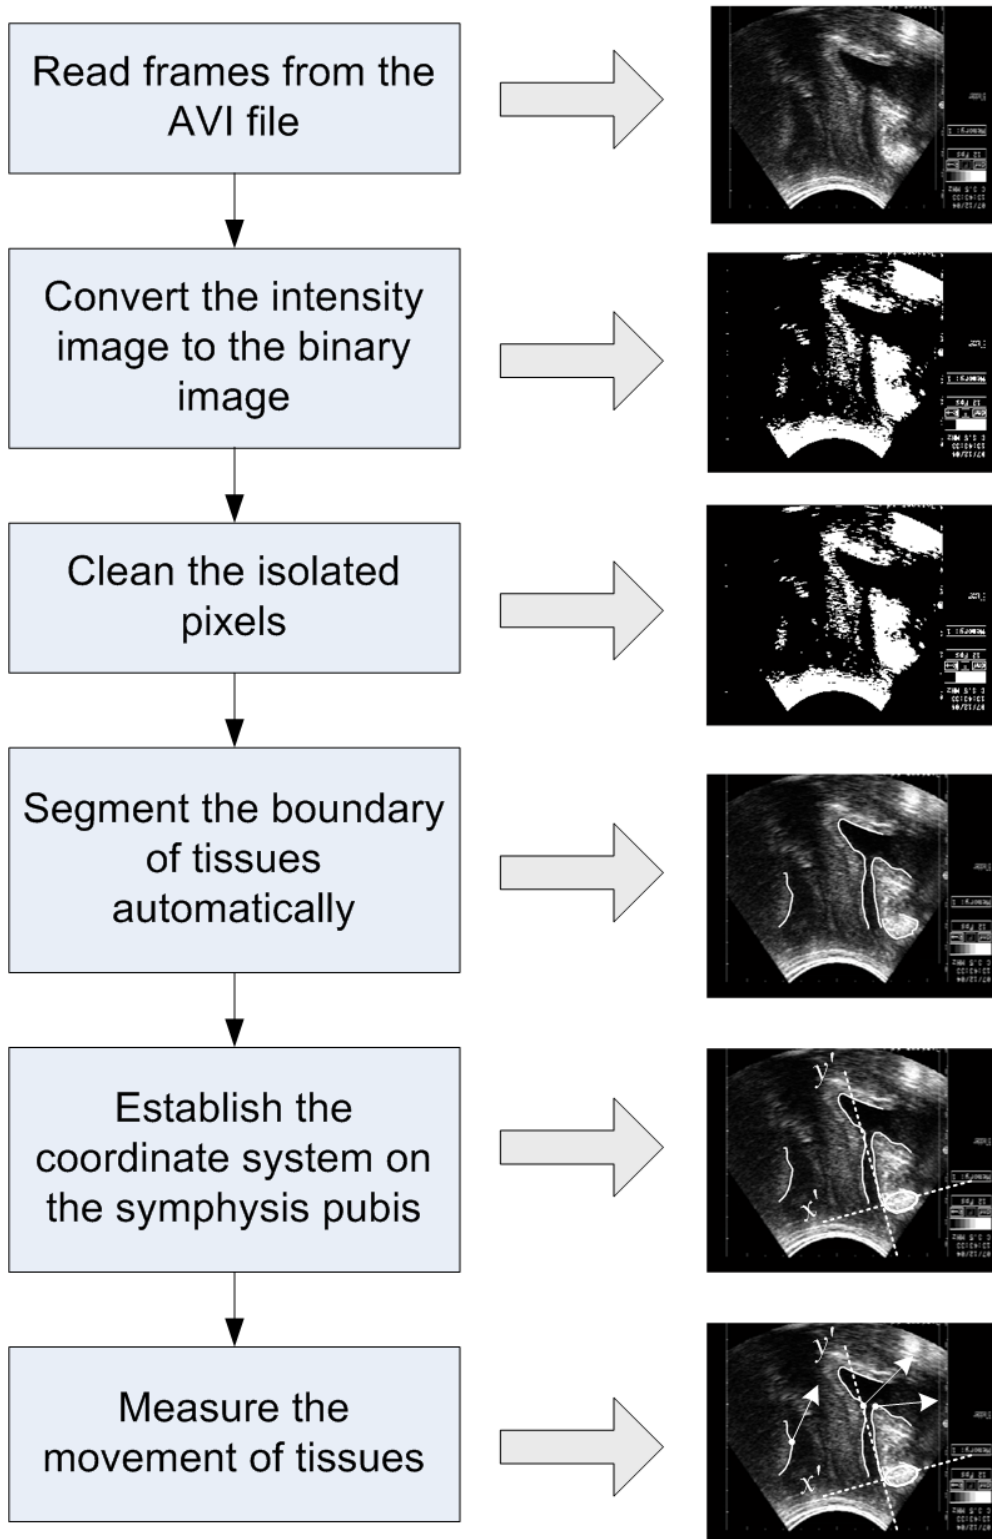 Read frames from the
AVI file
Convert the intensity
image to the binary
image
Clean the isolated
pixels
Segment the boundary
of tissues
automatically
Establish the
coordinate system on
the symphysis pubis
y'
x'
Measure the
movement of tissues
y'
x'